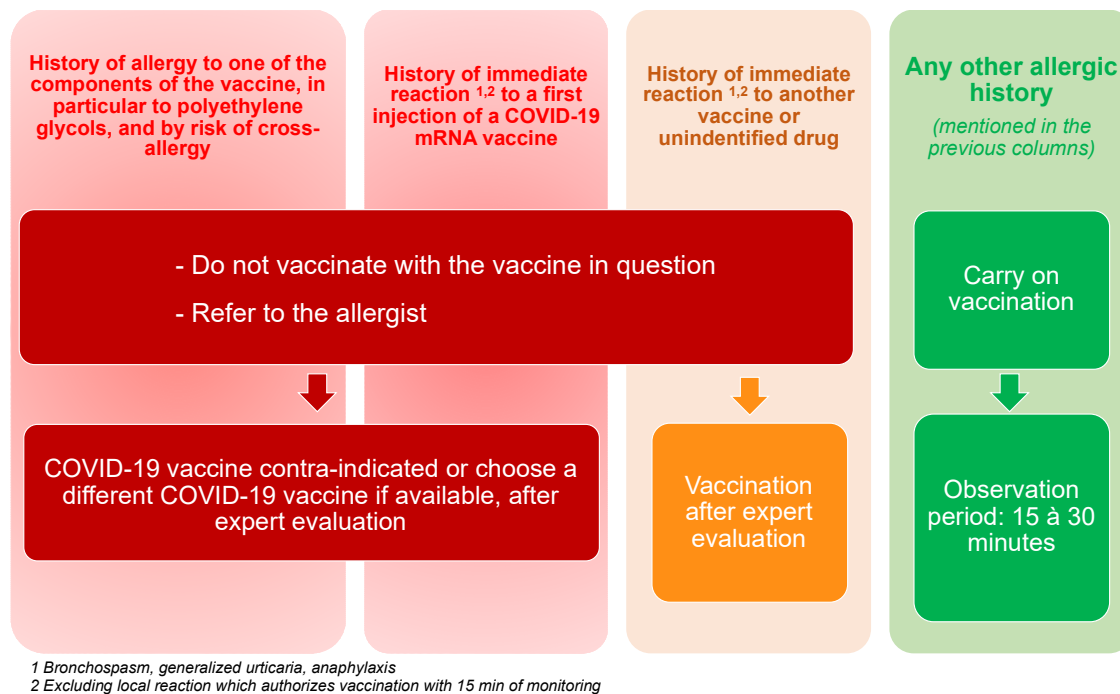 History of allergy to one of the
components of the vaccine, in
particular to polyethylene
glycols, and by risk of cross-
allergy
History of immediate
reaction 1,2 to a first
injection of a COVID-19
mRNA vaccine
History of immediate
reaction 1,2 to another
vaccine or
unidentified drug
Any other allergic
history
(mentioned in the
previous columns)
- Do not vaccinate with the vaccine in question
- Refer to the allergist
Carry on
vaccination
COVID-19 vaccine contra-indicated or choose a
different COVID-19 vaccine if available, after
expert evaluation
Vaccination
after expert
evaluation
Observation
period: 15 à 30
minutes
1 Bronchospasm, generalized urticaria, anaphylaxis
2 Excluding local reaction which authorizes vaccination with 15 min of monitoring